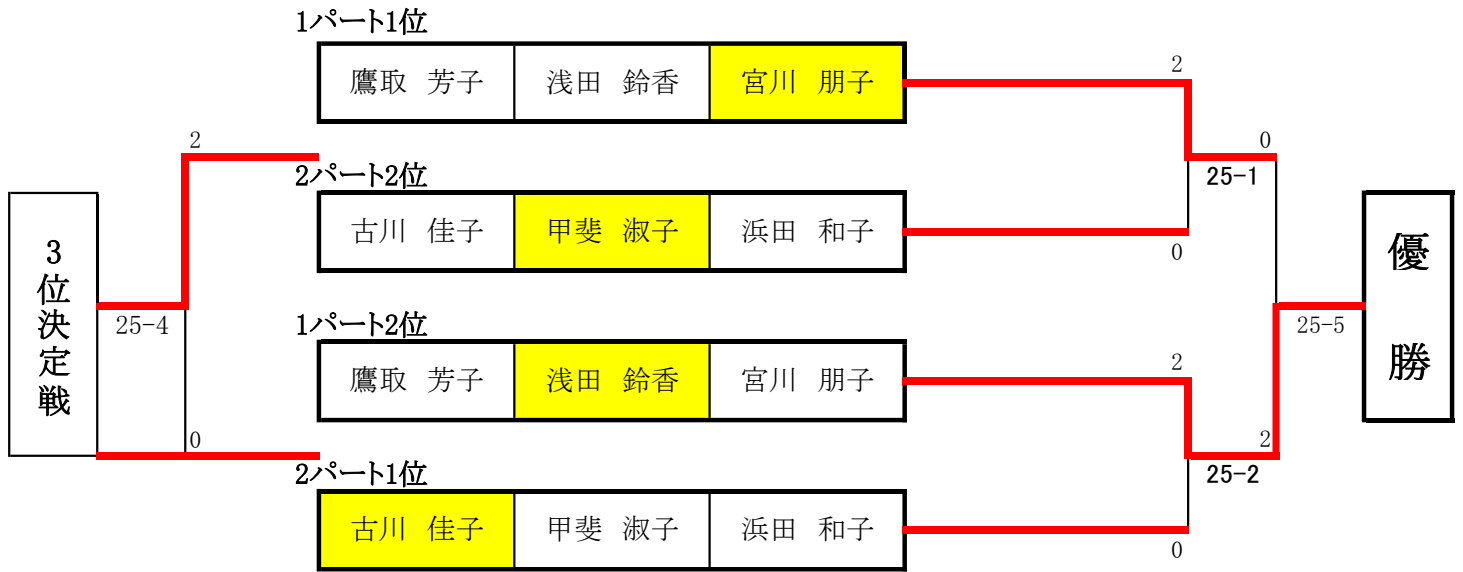 1パート1位
鷹取 芳子 浅田 鈴香 宮川 朋子
2
2
0
2パート2位
25-1
古川 佳子 甲斐 淑子 浜田 和子
0
3位決定戦
優勝
25-4
1パート2位
25-5
鷹取 芳子 浅田 鈴香 宮川 朋子
2
0
2
2パート1位
25-2
古川 佳子 甲斐 淑子 浜田 和子
0